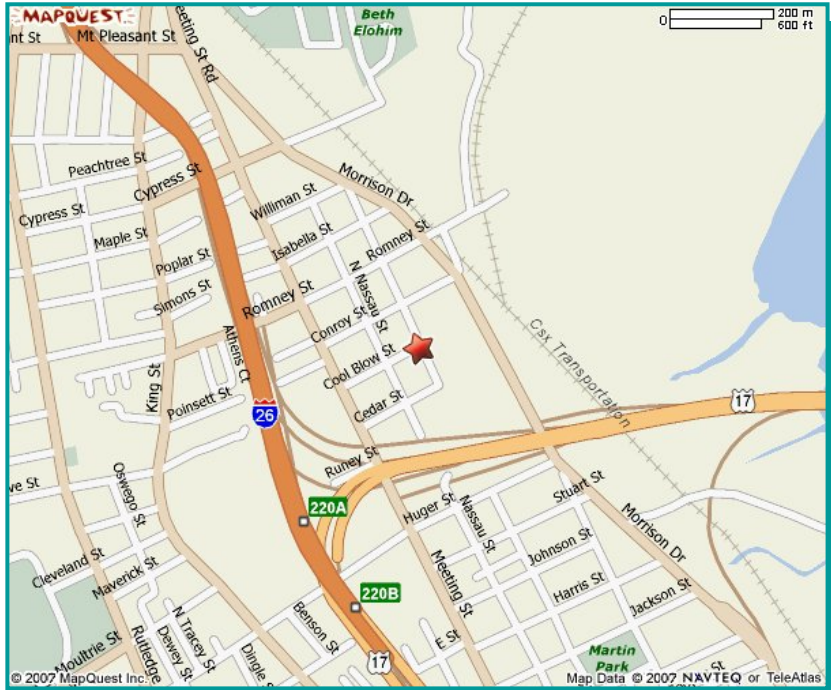 MAPQUEST
Beth
Elohim
200 m
0
600 ft
nt St
Mt Pleasant St
eeting St Rd
Peachtree St
Cypress St
Cypress St
Morrison Dr
Williman St
Maple St
Isabella St
Romney St
Poplar St
N Nassau St
Simons St
Romney St
Conroy St
Csx Transportation
Athens Ct
Cool Blow St
King St
Cedar St
Poinsett St
26
17
Runey St
ve St
Oswego St
220A
Huger St
Nassau St
Stuart St
Morrison Dr
Cleveland St
Maverick St
Johnson St
Meeting St
Harris St
220B
Jackson St
N Tracey St
Dewey St
Benson St
E St
Moultrie St
Rutledge
Dingle St
17
Martin
Park
© 2007 MapQuest Inc.
Map Data © 2007 NAVTEQ or TeleAtlas